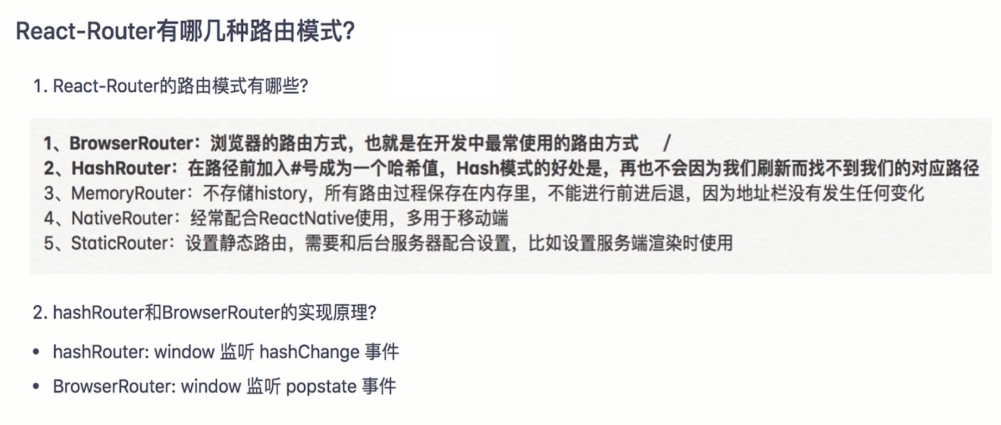 React-Router有哪几种路由模式?
1. React-Router的路由模式有哪些?
1、BrowserRouter：浏览器的路由方式，也就是在开发中最常使用的路由方式 /
2、HashRouter：在路径前加入#号成为一个哈希值，Hash模式的好处是，再也不会因为我们刷新而找不到我们的对应路径
3、MemoryRouter：不存储history，所有路由过程保存在内存里，不能进行前进后退，因为地址栏没有发生任何变化
4、NativeRouter：经常配合ReactNative使用，多用于移动端
5、StaticRouter：设置静态路由，需要和后台服务器配合设置，比如设置服务端渲染时使用
2. hashRouter和BrowserRouter的实现原理?
• hashRouter: window 监听 hashChange 事件
• BrowserRouter: window 监听 popstate 事件